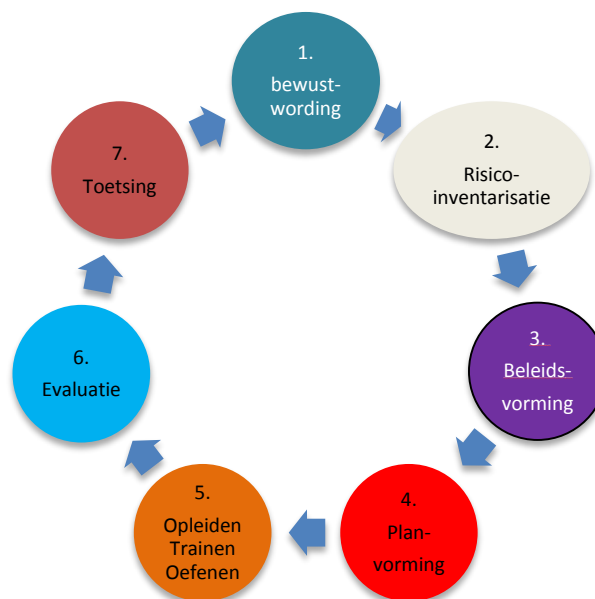 1.
bewust-
wording
2.
Risico-
inventarisatie
3.
Beleids-
vorming
4.
Plan-
vorming
5.
Opleiden
Trainen
Oefenen
6.
Evaluatie
7.
Toetsing